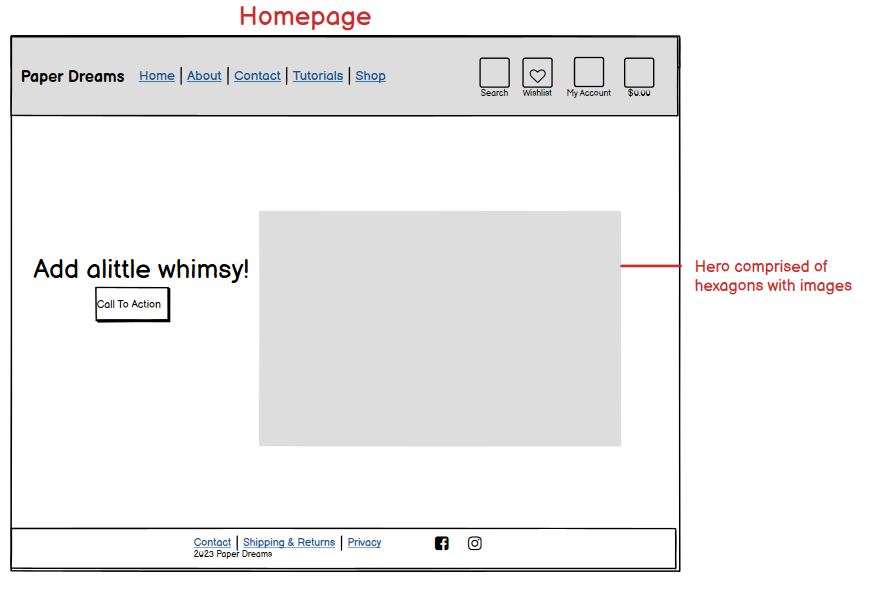 Homepage
Paper Dreams Home | About | Contact | Tutorials | Shop
Search Wishlist My Account $0.00
Add alittle whimsy!
Call To Action
Hero comprised of
hexagons with images
Contact | Shipping & Returns | Privacy
2023 Paper Dreams